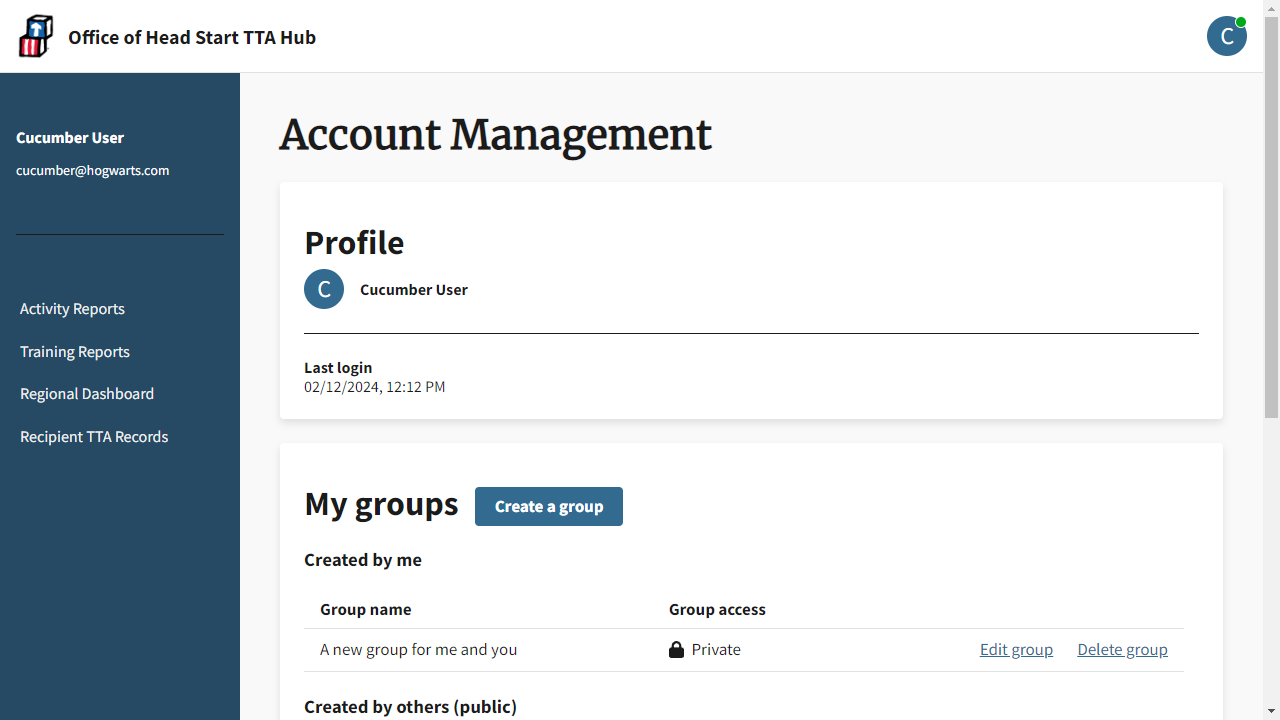 Office of Head Start TTA Hub
C
Cucumber User
cucumber@hogwarts.com
Activity Reports
Training Reports
Regional Dashboard
Recipient TTA Records
Account Management
Profile
C
Cucumber User
Last login
02/12/2024, 12:12 PM
My groups
Create a group
Created by me
Group name Group access
A new group for me and you Private Edit group Delete group
Created by others (public)